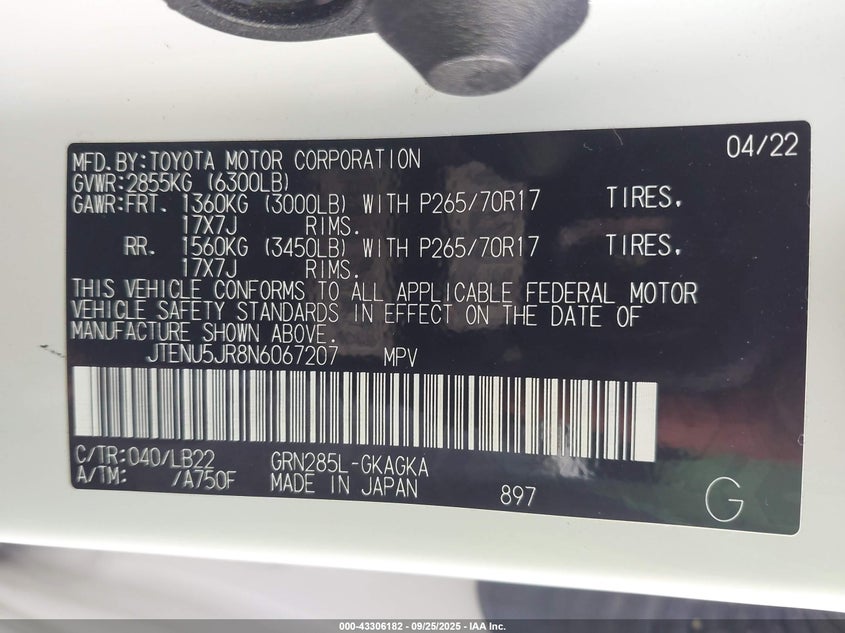 04/22
MFD.BY:TOYOTA MOTOR CORPORATION
GVWR:2855KG (6300LB)
GAWR:FRT. 1360KG (3000LB) WITH P265/70R17 TIRES.
17X7J RIMS.
RR. 1560KG (3450LB) WITH P265/70R17 TIRES.
17X7J RIMS.
THIS VEHICLE CONFORMS TO ALL APPLICABLE FEDERAL MOTOR
VEHICLE SAFETY STANDARDS IN EFFECT ON THE DATE OF
MANUFACTURE SHOWN ABOVE.
JTENU5JR8N6067207 MPV
C/TR:040/LB22 GRN285L-GKAGKA
A/TM: /A750F MADE IN JAPAN 897 G
000-43306182 - 09/25/2025 - IAA Inc.